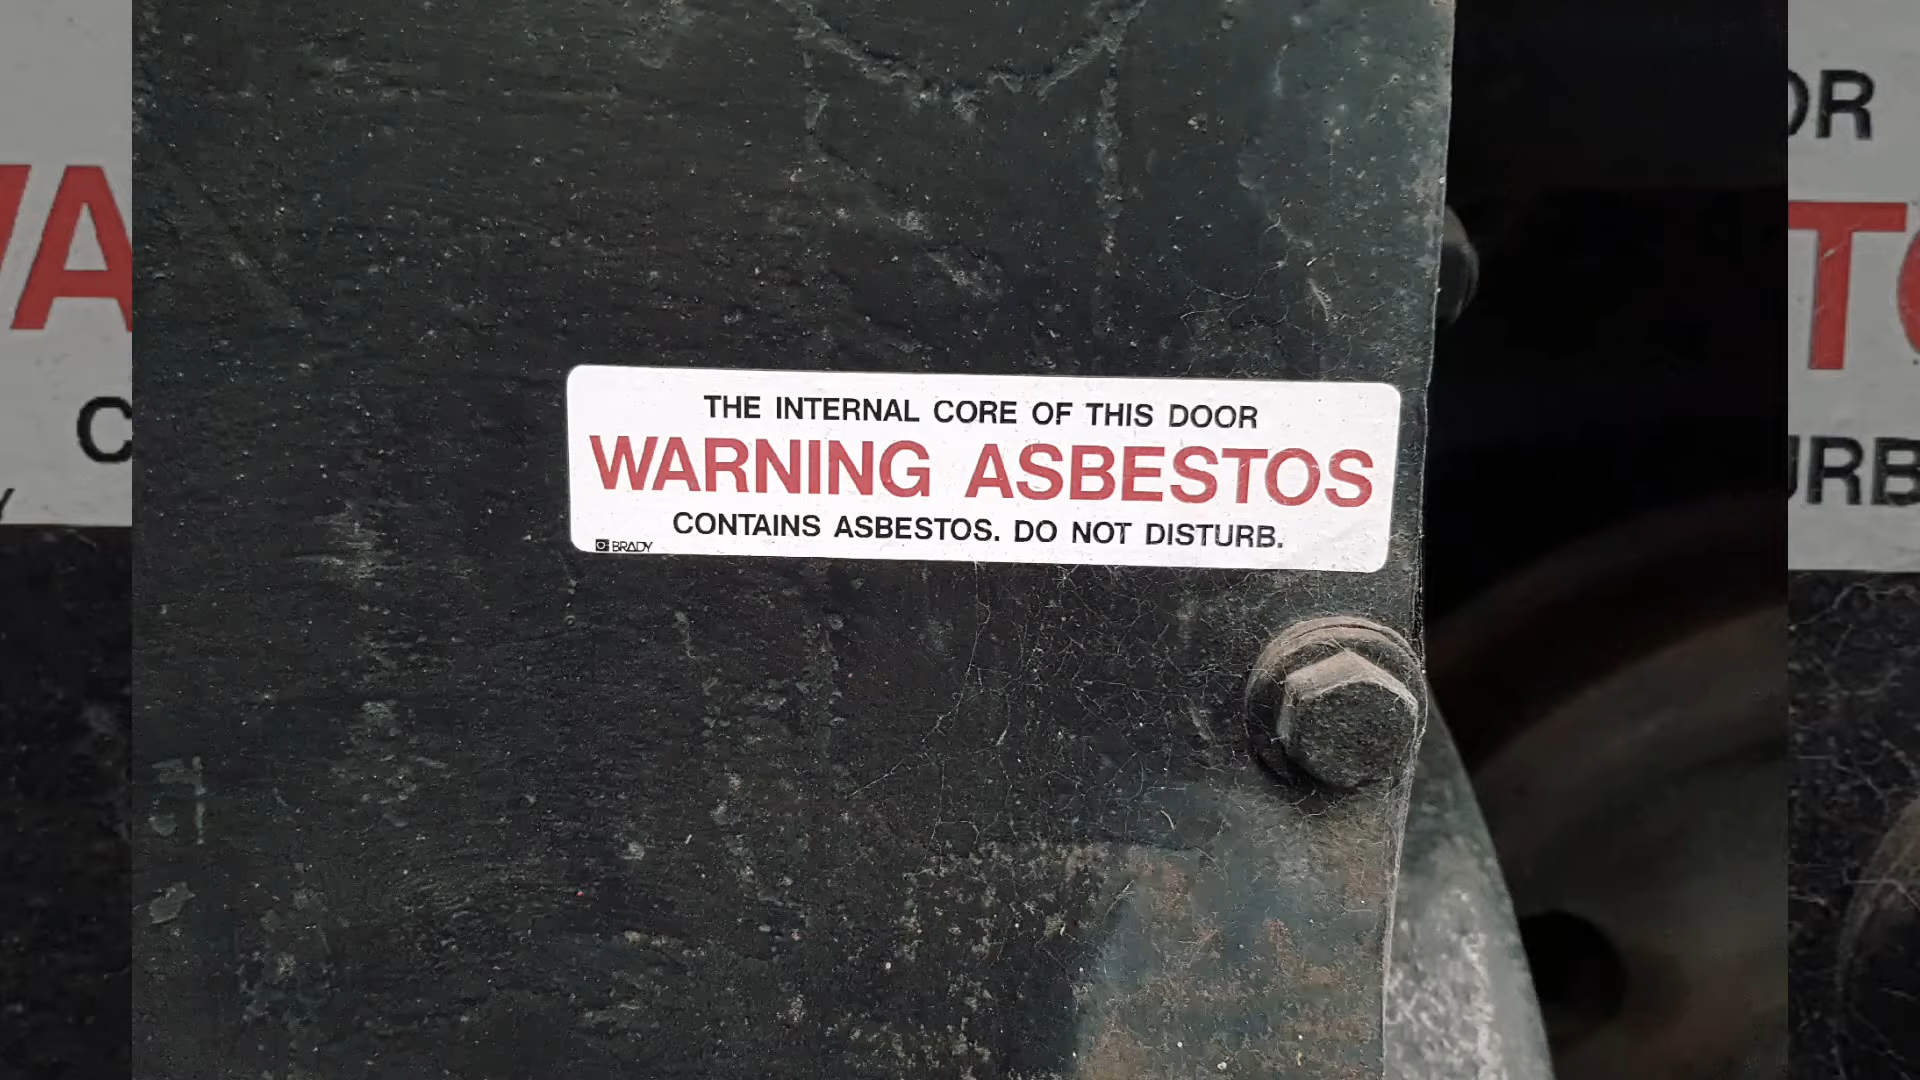 THE INTERNAL CORE OF THIS DOOR
WARNING ASBESTOS
CONTAINS ASBESTOS. DO NOT DISTURB.
BRADY